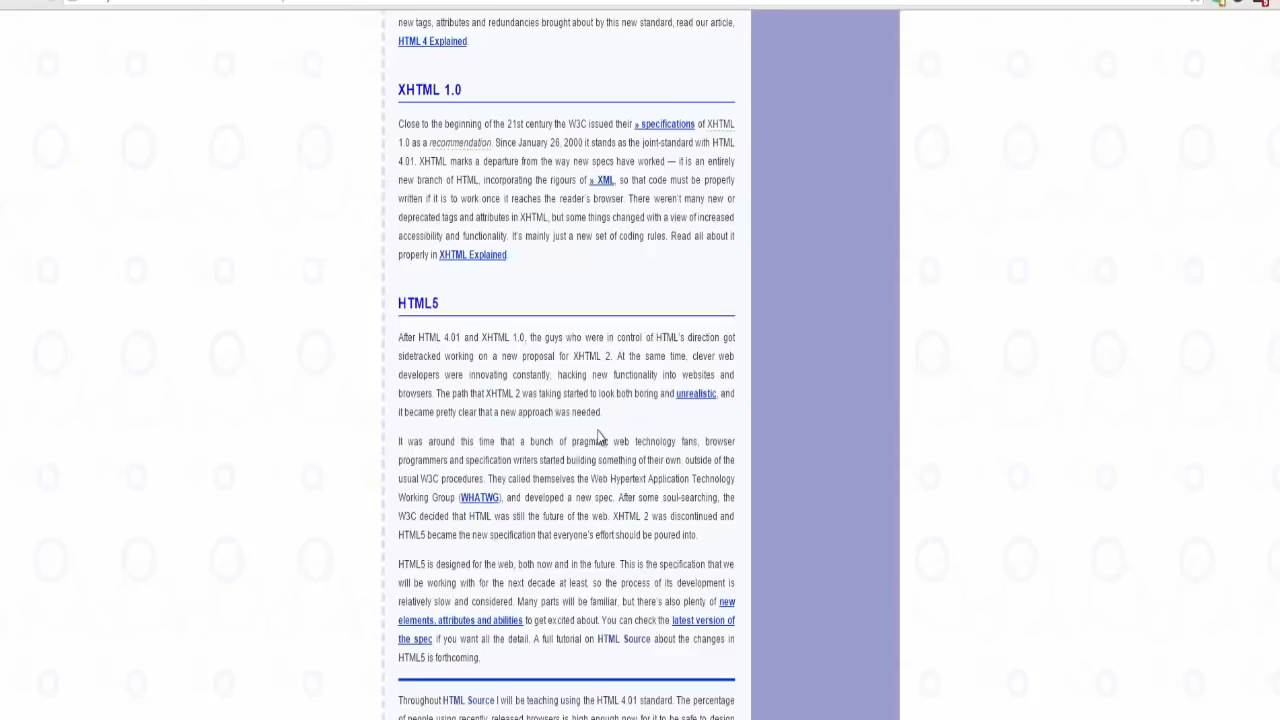 new tags, attributes and redundancies brought about by this new standard, read our article,
HTML 4 Explained.
XHTML 1.0
Close to the beginning of the 21st century the W3C issued their » specifications of XHTML
1.0 as a recommendation. Since January 26, 2000 it stands as the joint-standard with HTML
4.01. XHTML marks a departure from the way new specs have worked — it is an entirely
new branch of HTML, incorporating the rigours of » XML, so that code must be properly
written if it is to work once it reaches the reader's browser. There weren't many new or
deprecated tags and attributes in XHTML, but some things changed with a view of increased
accessibility and functionality. It's mainly just a new set of coding rules. Read all about it
properly in XHTML Explained.
HTML5
After HTML 4.01 and XHTML 1.0, the guys who were in control of HTML's direction got
sidetracked working on a new proposal for XHTML 2. At the same time, clever web
developers were innovating constantly, hacking new functionality into websites and
browsers. The path that XHTML 2 was taking started to look both boring and unrealistic, and
it became pretty clear that a new approach was needed.
It was around this time that a bunch of pragmatic web technology fans, browser
programmers and specification writers started building something of their own, outside of the
usual W3C procedures. They called themselves the Web Hypertext Application Technology
Working Group (WHATWG), and developed a new spec. After some soul-searching, the
W3C decided that HTML was still the future of the web. XHTML 2 was discontinued and
HTML5 became the new specification that everyone's effort should be poured into.
HTML5 is designed for the web, both now and in the future. This is the specification that we
will be working with for the next decade at least, so the process of its development is
relatively slow and considered. Many parts will be familiar, but there's also plenty of new
elements, attributes and abilities to get excited about. You can check the latest version of
the spec if you want all the detail. A full tutorial on HTML Source about the changes in
HTML5 is forthcoming.
Throughout HTML Source I will be teaching using the HTML 4.01 standard. The percentage
of people using recently released browsers is high enough now for it to be safe to design